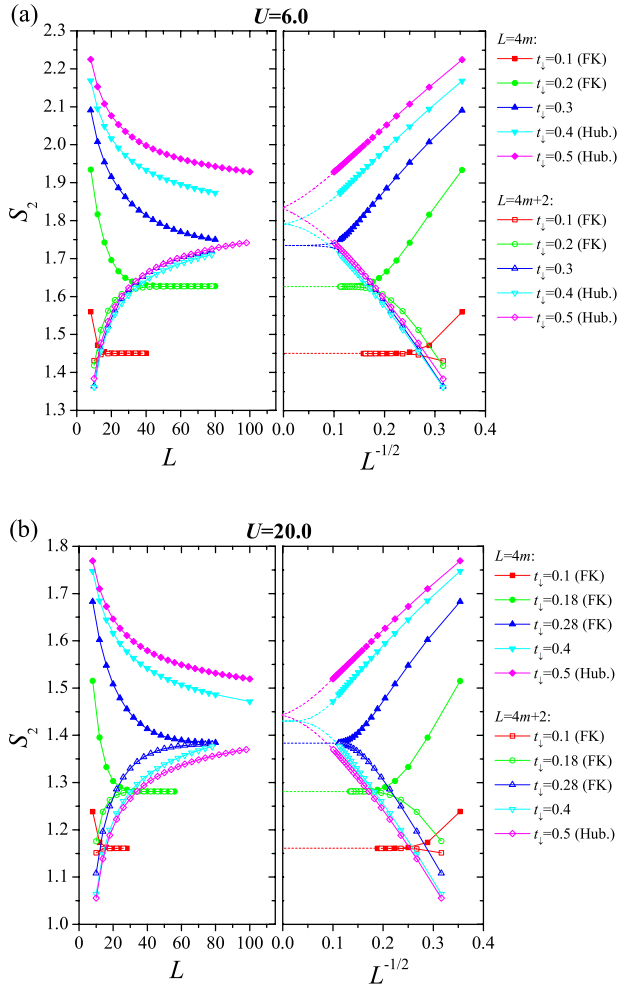 (a)
U=6.0
S2
2.3
2.2
2.1
2.0
1.9
1.8
1.7
1.6
1.5
1.4
1.3
0 20 40 60 80 100
L
0.0 0.1 0.2 0.3 0.4
L^-1/2
L=4m:
t↓=0.1 (FK)
t↓=0.2 (FK)
t↓=0.3
t↓=0.4 (Hub.)
t↓=0.5 (Hub.)
L=4m+2:
t↓=0.1 (FK)
t↓=0.2 (FK)
t↓=0.3
t↓=0.4 (Hub.)
t↓=0.5 (Hub.)
(b)
U=20.0
S2
1.8
1.7
1.6
1.5
1.4
1.3
1.2
1.1
1.0
0 20 40 60 80 100
L
0.0 0.1 0.2 0.3 0.4
L^-1/2
L=4m:
t↓=0.1 (FK)
t↓=0.18 (FK)
t↓=0.28 (FK)
t↓=0.4
t↓=0.5 (Hub.)
L=4m+2:
t↓=0.1 (FK)
t↓=0.18 (FK)
t↓=0.28 (FK)
t↓=0.4
t↓=0.5 (Hub.)